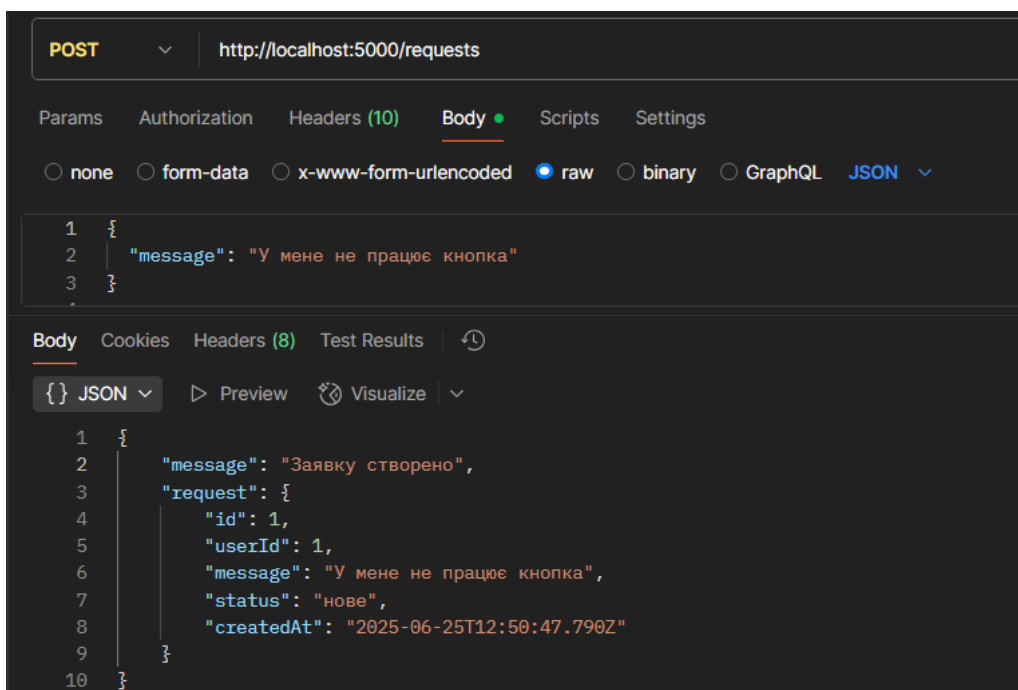 POST http://localhost:5000/requests
Params Authorization Headers (10) Body Scripts Settings
none form-data x-www-form-urlencoded raw binary GraphQL JSON
1 {
2 "message": "У мене не працює кнопка"
3 }
Body Cookies Headers (8) Test Results
{} JSON Preview Visualize
1 {
2 "message": "Заявку створено",
3 "request": {
4 "id": 1,
5 "userId": 1,
6 "message": "У мене не працює кнопка",
7 "status": "нове",
8 "createdAt": "2025-06-25T12:50:47.790Z"
9 }
10 }